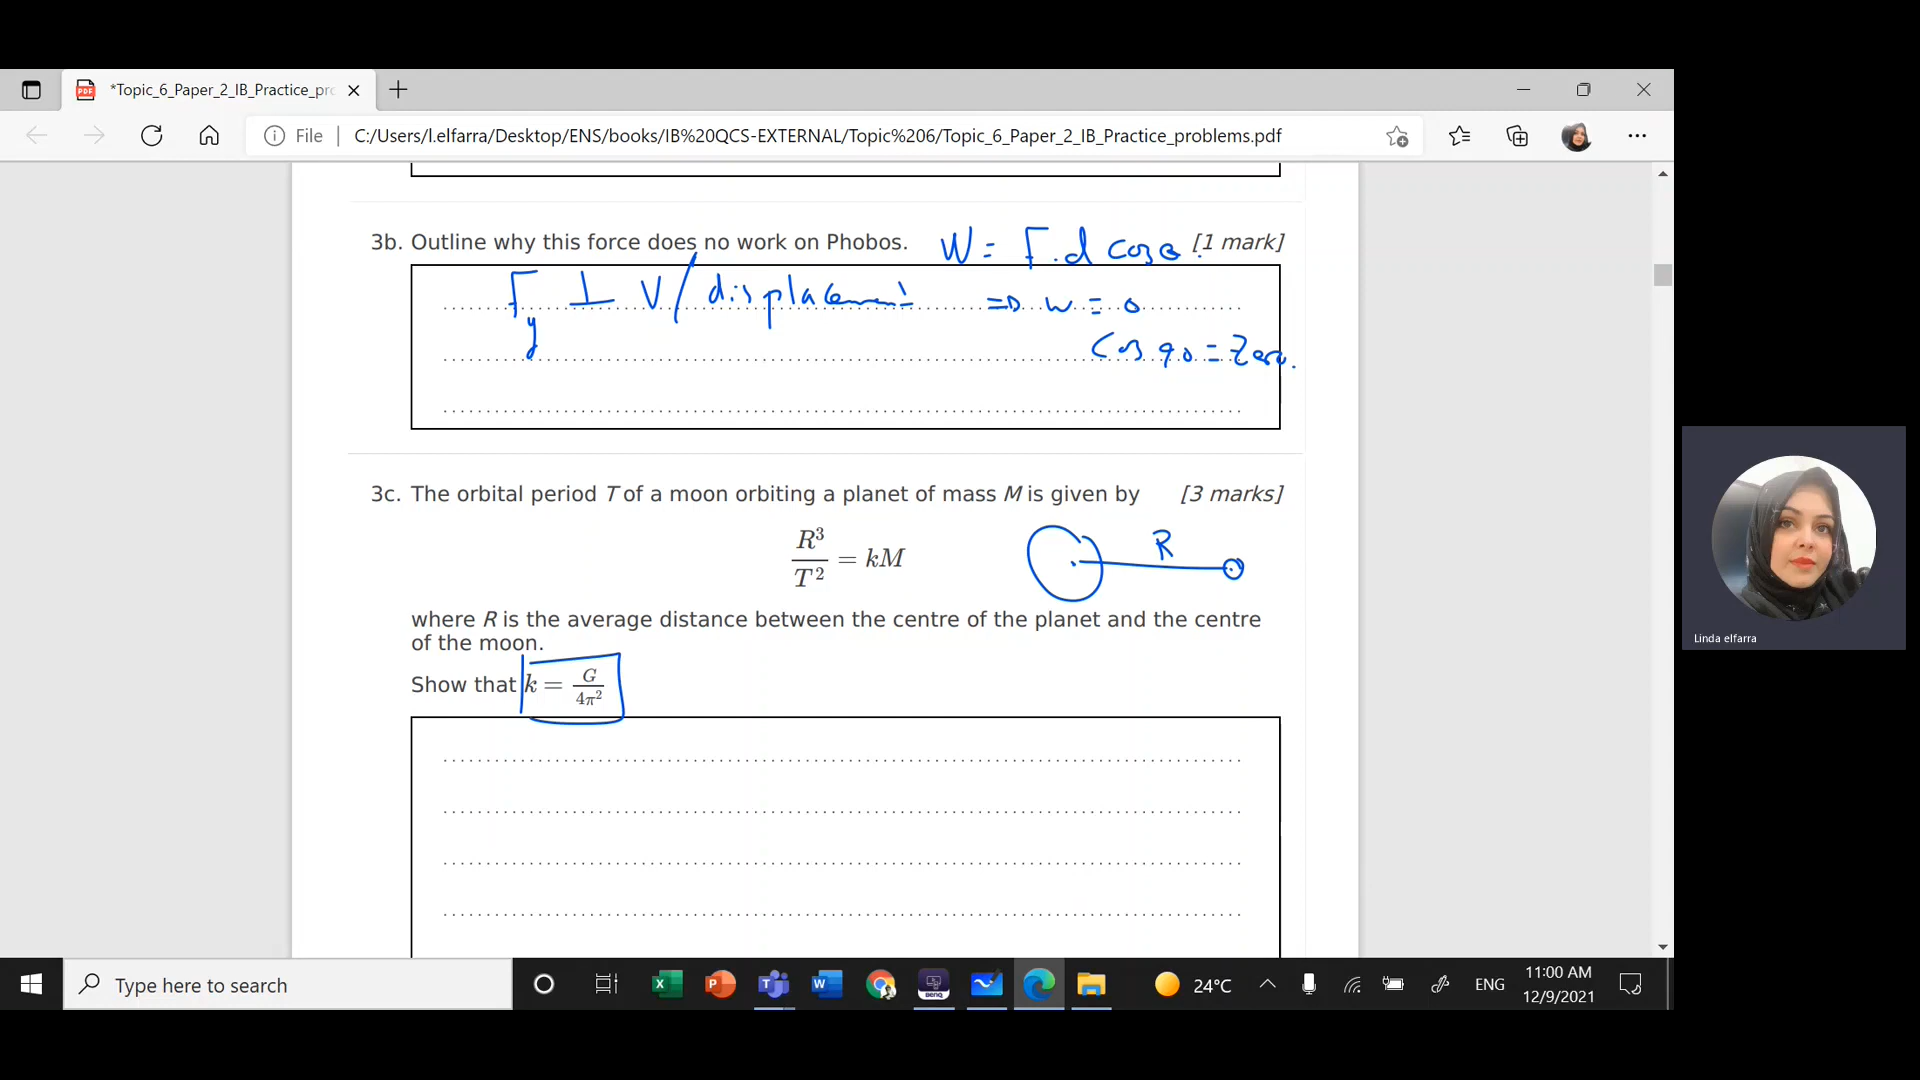 *Topic_6_Paper_2_IB_Practice_pro
File
C:/Users/l.elfarra/Desktop/ENS/books/IB%20QCS-EXTERNAL/Topic%206/Topic_6_Paper_2_IB_Practice_problems.pdf
3b. Outline why this force does no work on Phobos. W = F.d cosθ. [1 mark]
F ⊥ V/displacement => W = 0
Cos 90 = Zero.
3c. The orbital period T of a moon orbiting a planet of mass M is given by [3 marks]
R³/T² = kM
R
where R is the average distance between the centre of the planet and the centre
of the moon.
Show that k = G/4π²
Linda elfarra
Type here to search
24°C
ENG
11:00 AM
12/9/2021